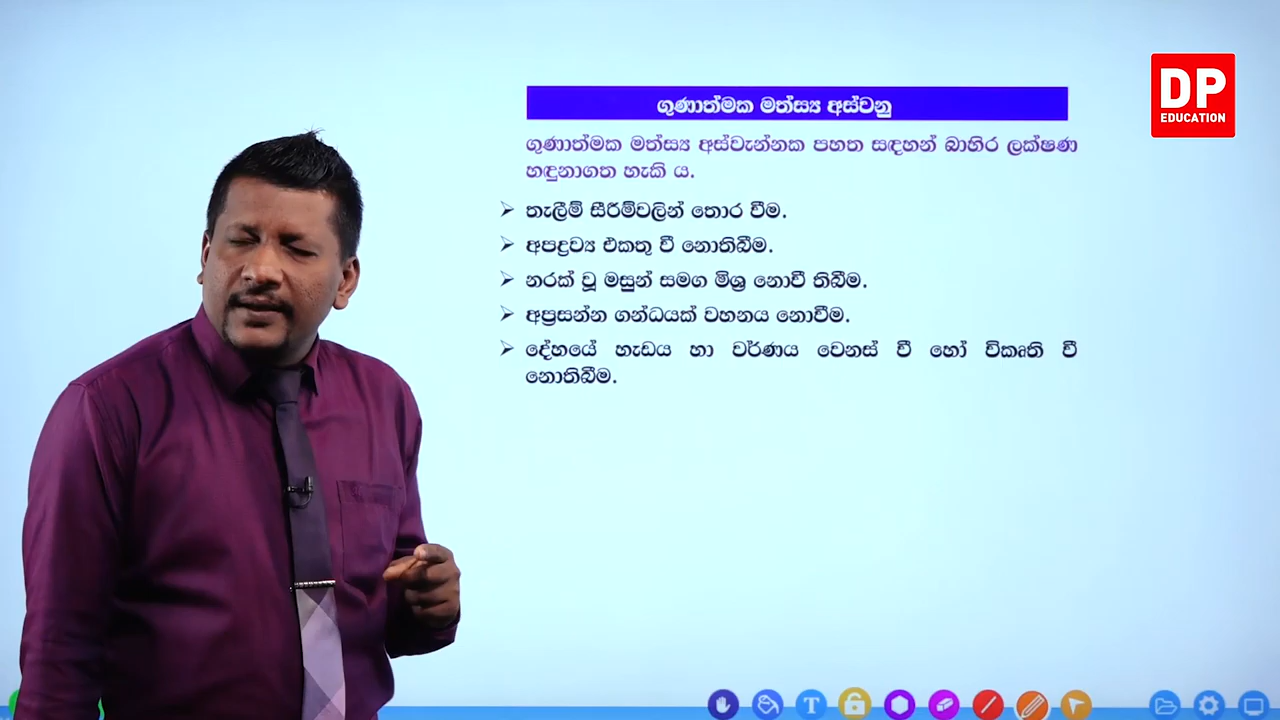 DP
EDUCATION
ගුණාත්මක මත්ස්‍ය අස්වනු
ගුණාත්මක මත්ස්‍ය අස්වැන්නක පහත සඳහන් බාහිර ලක්ෂණ
හඳුනාගත හැකි ය.
➢ තැලීම් සීරීම්වලින් තොර වීම.
➢ අපද්‍රව්‍ය එකතු වී නොතිබීම.
➢ නරක් වූ මසුන් සමග මිශ්‍ර නොවී තිබීම.
➢ අප්‍රසන්න ගන්ධයක් වහනය නොවීම.
➢ දේහයේ හැඩය හා වර්ණය වෙනස් වී හෝ විකෘති වී
නොතිබීම.
T